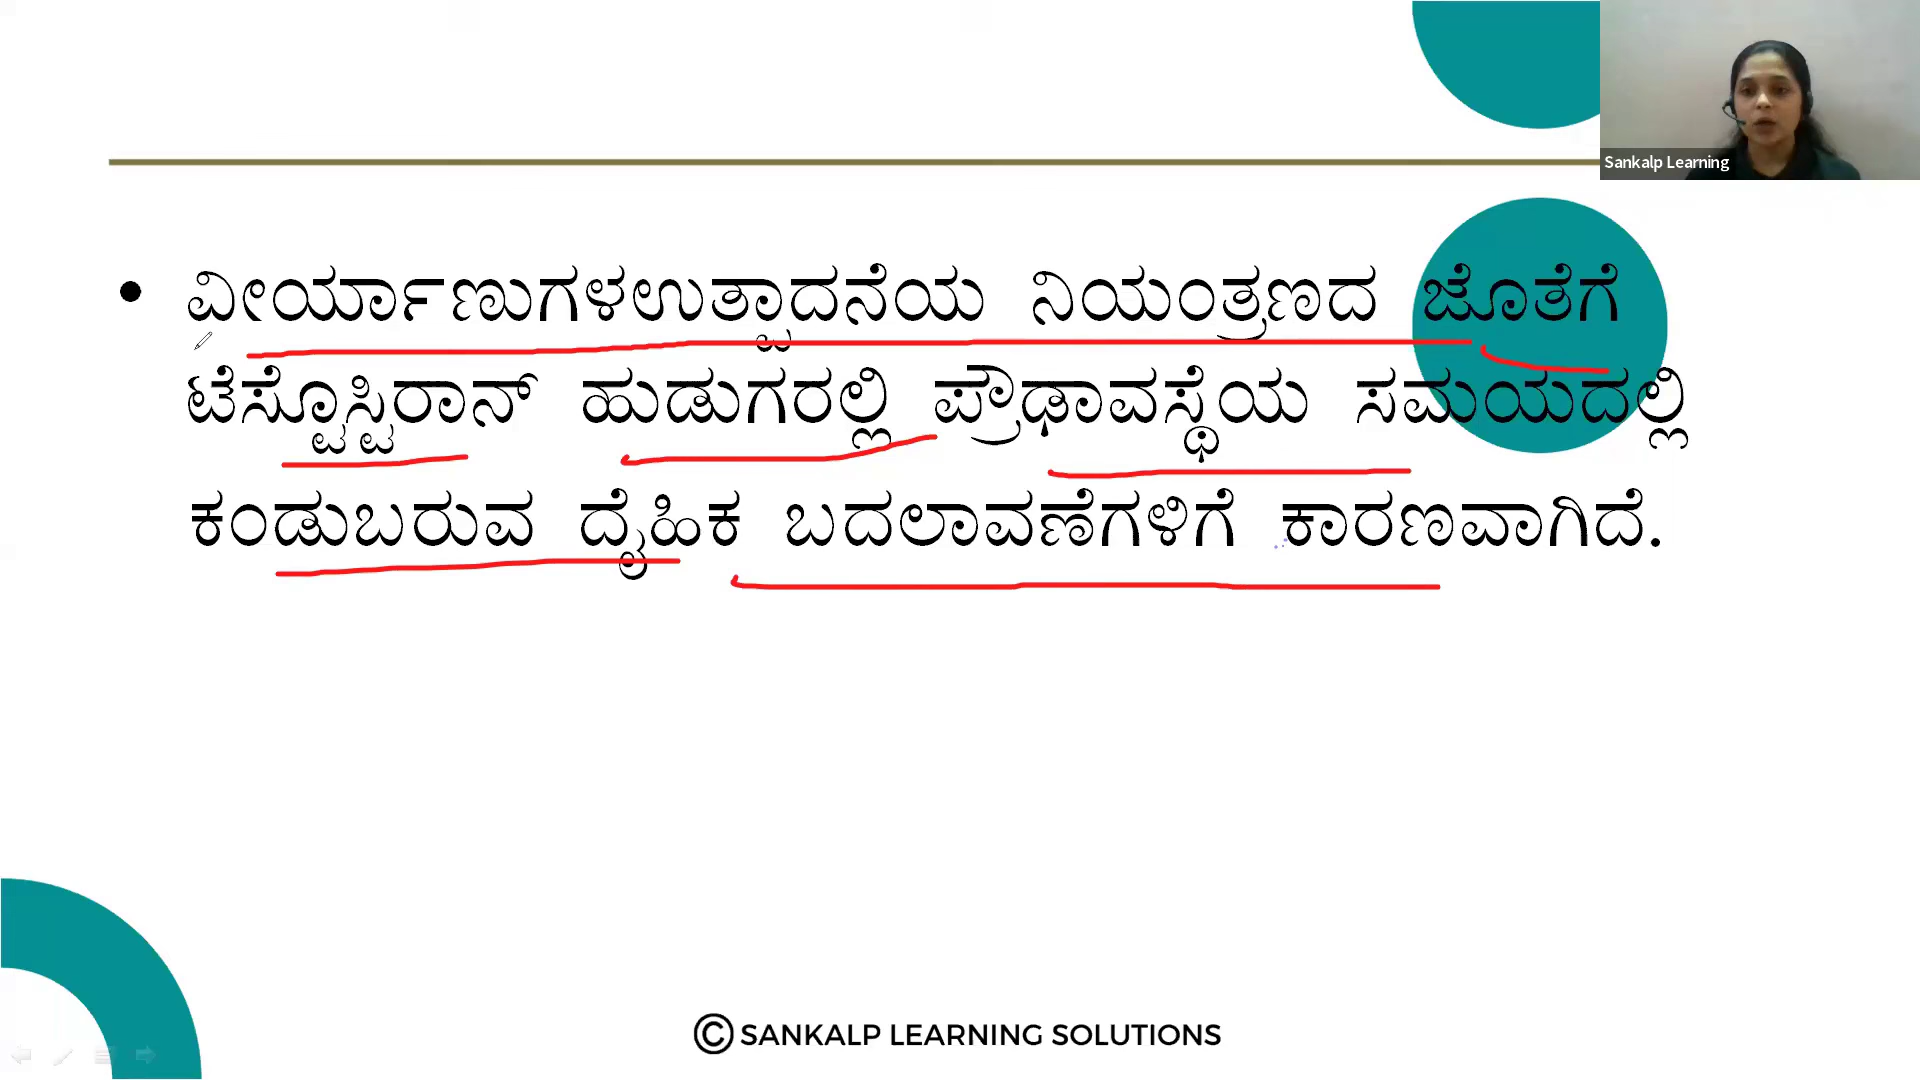 Sankalp Learning
• ವೀರ್ಯಾಣುಗಳಉತ್ಪಾದನೆಯ ನಿಯಂತ್ರಣದ ಜೊತೆಗೆ
ಟೆಸ್ಟೊಸ್ಟಿರಾನ್ ಹುಡುಗರಲ್ಲಿ ಪ್ರೌಢಾವಸ್ಥೆಯ ಸಮಯದಲ್ಲಿ
ಕಂಡುಬರುವ ದೈಹಿಕ ಬದಲಾವಣೆಗಳಿಗೆ ಕಾರಣವಾಗಿದೆ.
© SANKALP LEARNING SOLUTIONS